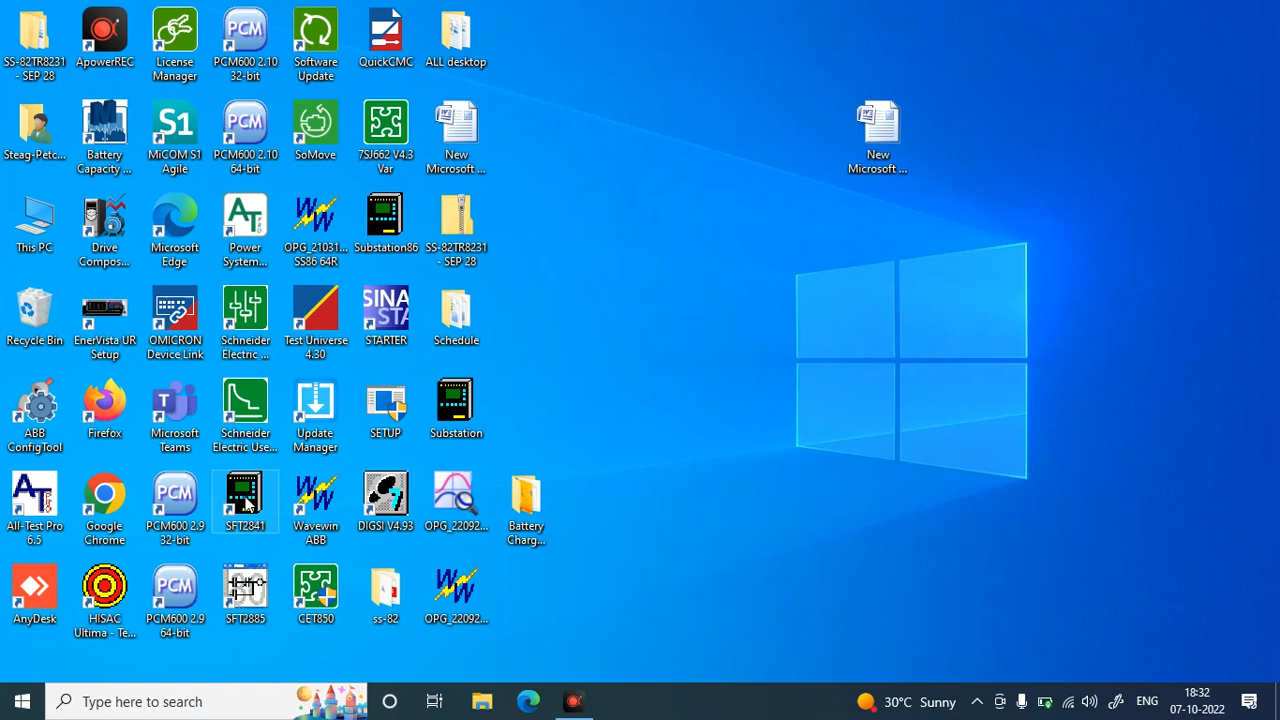 SS-82TR8231 - SEP 28
ApowerREC
License Manager
PCM
PCM600 2.10 32-bit
Software Update
QuickCMC
ALL desktop
Steag-Petc...
Battery Capacity ...
S1
MiCOM S1 Agile
PCM
PCM600 2.10 64-bit
SoMove
7SJ662 V4.3 Var
New Microsoft ...
New Microsoft ...
This PC
Drive Compos...
Microsoft Edge
AT
PRO
Power System...
W
OPG_21031... SS86 64R
Substation86
SS-82TR8231 - SEP 28
Recycle Bin
EnerVista UR Setup
OMICRON Device Link
Schneider Electric ...
Test Universe 4.30
SINA
STA
STARTER
Schedule
ABB ConfigTool
Firefox
Microsoft Teams
Schneider Electric Use...
Update Manager
SETUP
Substation
AT
All-Test Pro 6.5
Google Chrome
PCM
PCM600 2.9 32-bit
SFT2841
W
Wavewin ABB
7
DIGSI V4.93
OPG_22092...
Battery Charg...
AnyDesk
HISAC Ultima - Te...
PCM
PCM600 2.9 64-bit
SFT2885
CET850
ss-82
W
OPG_22092...
Type here to search
30°C Sunny
ENG
18:32
07-10-2022